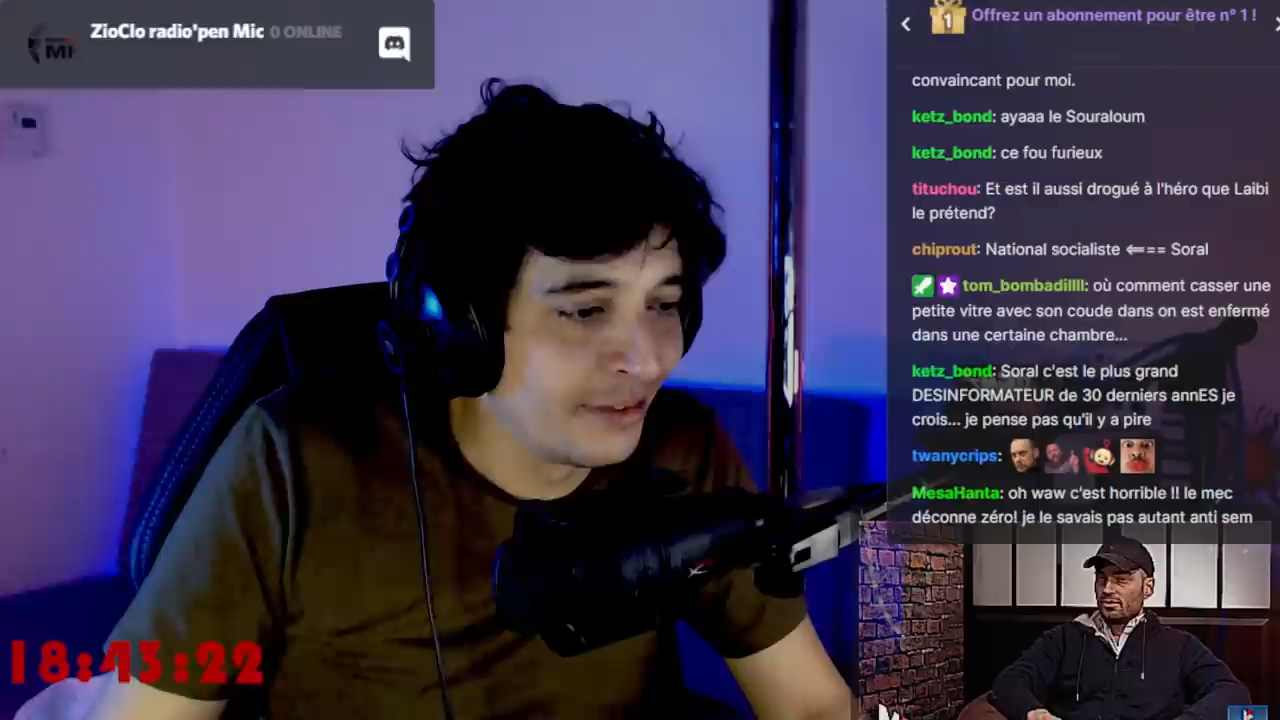 ZioClo radio'pen Mic 0 ONLINE
MI
1
Offrez un abonnement pour être n° 1 !
convaincant pour moi.
ketz_bond: ayaaa le Souraloum
ketz_bond: ce fou furieux
tituchou: Et est il aussi drogué à l'héro que Laibi
le prétend?
chiprout: National socialiste <=== Soral
tom_bombadillll: où comment casser une
petite vitre avec son coude dans on est enfermé
dans une certaine chambre...
ketz_bond: Soral c'est le plus grand
DESINFORMATEUR de 30 derniers annES je
crois... je pense pas qu'il y a pire
twanycrips:
MesaHanta: oh waw c'est horrible !! le mec
déconne zérol je le savais pas autant anti sem
18:43:22